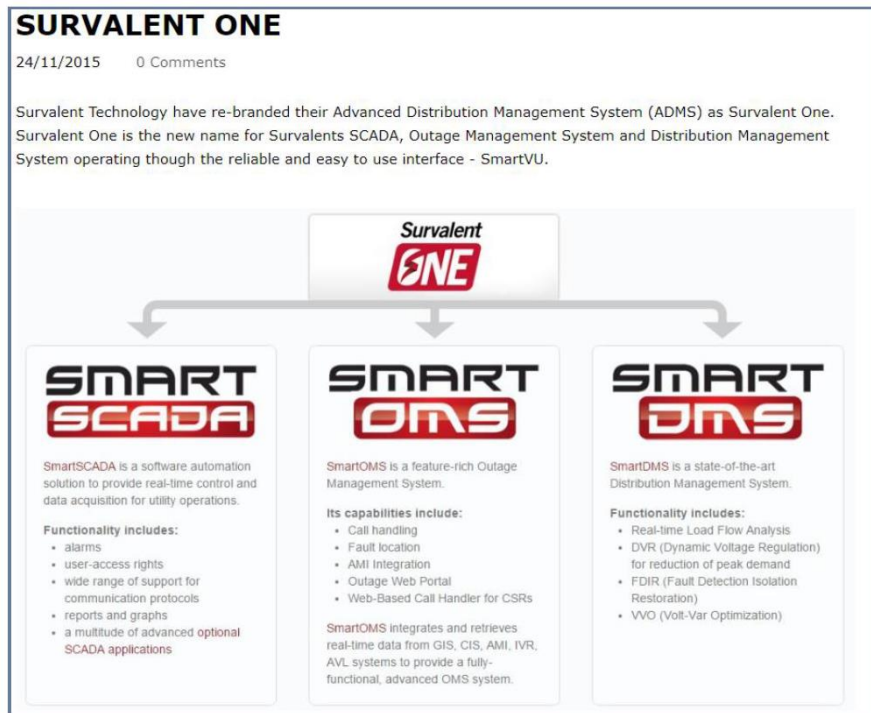 SURVALENT ONE
24/11/2015 0 Comments
Survalent Technology have re-branded their Advanced Distribution Management System (ADMS) as Survalent One.
Survalent One is the new name for Survalents SCADA, Outage Management System and Distribution Management
System operating though the reliable and easy to use interface - SmartVU.
Survalent
ONE
SMART
SCADA
SmartSCADA is a software automation
solution to provide real-time control and
data acquisition for utility operations.
Functionality includes:
• alarms
• user-access rights
• wide range of support for
communication protocols
• reports and graphs
• a multitude of advanced optional
SCADA applications
SMART
OMS
SmartOMS is a feature-rich Outage
Management System.
Its capabilities include:
• Call handling
• Fault location
• AMI Integration
• Outage Web Portal
• Web-Based Call Handler for CSRs
SmartOMS integrates and retrieves
real-time data from GIS, CIS, AMI, IVR,
AVL systems to provide a fully-
functional, advanced OMS system.
SMART
DMS
SmartDMS is a state-of-the-art
Distribution Management System.
Functionality includes:
• Real-time Load Flow Analysis
• DVR (Dynamic Voltage Regulation)
for reduction of peak demand
• FDIR (Fault Detection Isolation
Restoration)
• VVO (Volt-Var Optimization)